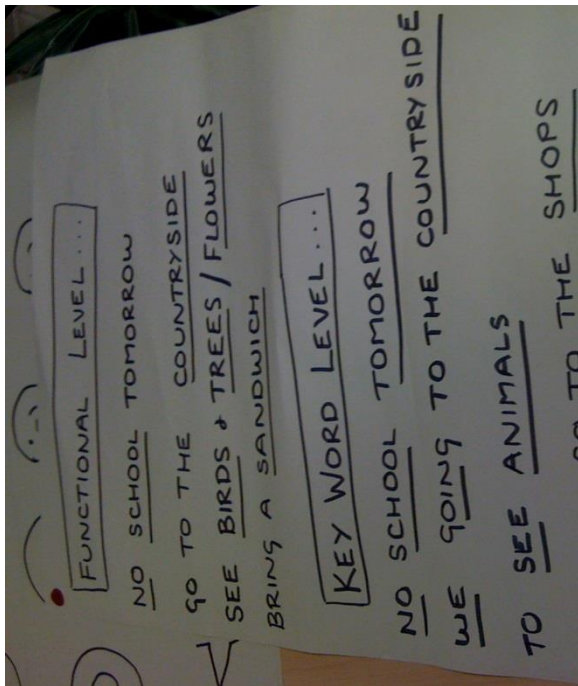 FUNCTIONAL LEVEL....
NO SCHOOL TOMORROW
GO TO THE COUNTRYSIDE
SEE BIRDS & TREES / FLOWERS
BRING A SANDWICH
KEY WORD LEVEL...
NO SCHOOL TOMORROW
WE GOING TO THE COUNTRYSIDE
TO SEE ANIMALS
TO THE SHOPS